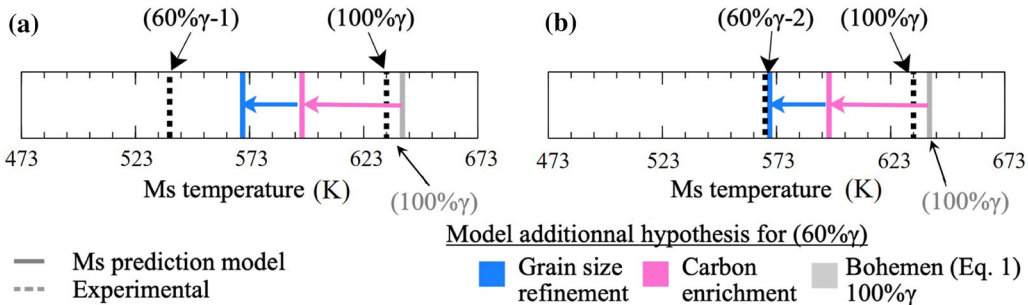 (a) (60%γ-1) (100%γ)
473 523 573 623 673
Ms temperature (K)
(100%γ)
(b) (60%γ-2) (100%γ)
473 523 573 623 673
Ms temperature (K)
(100%γ)
Ms prediction model
Experimental
Model additionnal hypothesis for (60%γ)
Grain size
refinement
Carbon
enrichment
Bohemen (Eq. 1)
100%γ